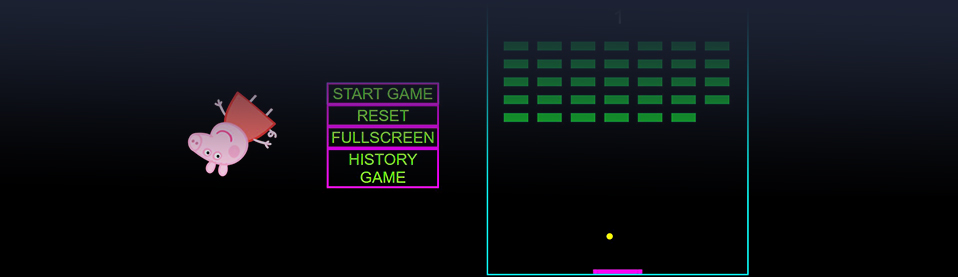 START GAME
RESET
FULLSCREEN
HISTORY
GAME